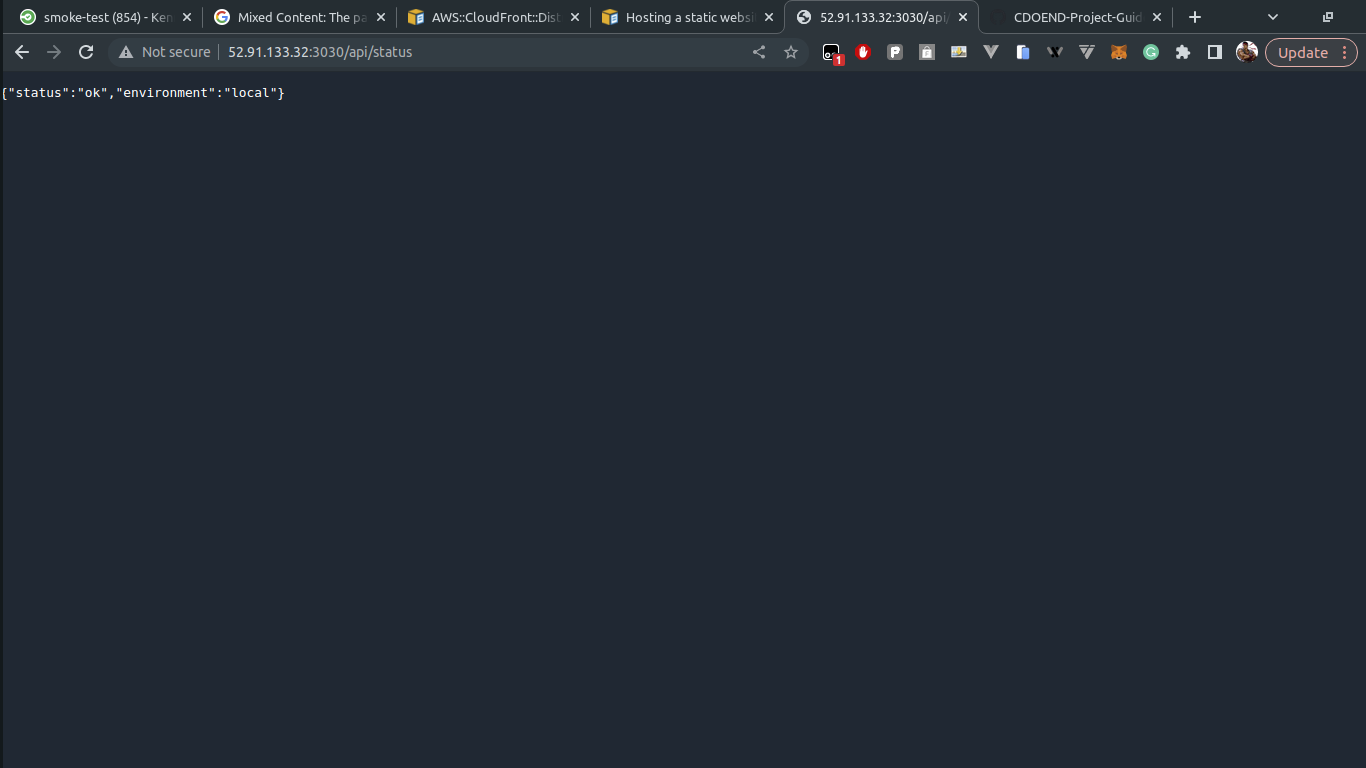 smoke-test (854) - Ken
Mixed Content: The pa
AWS::CloudFront::Dist
Hosting a static websi
52.91.133.32:3030/api/
CDOEND-Project-Guid
Not secure
52.91.133.32:3030/api/status
1
Update
{"status":"ok","environment":"local"}